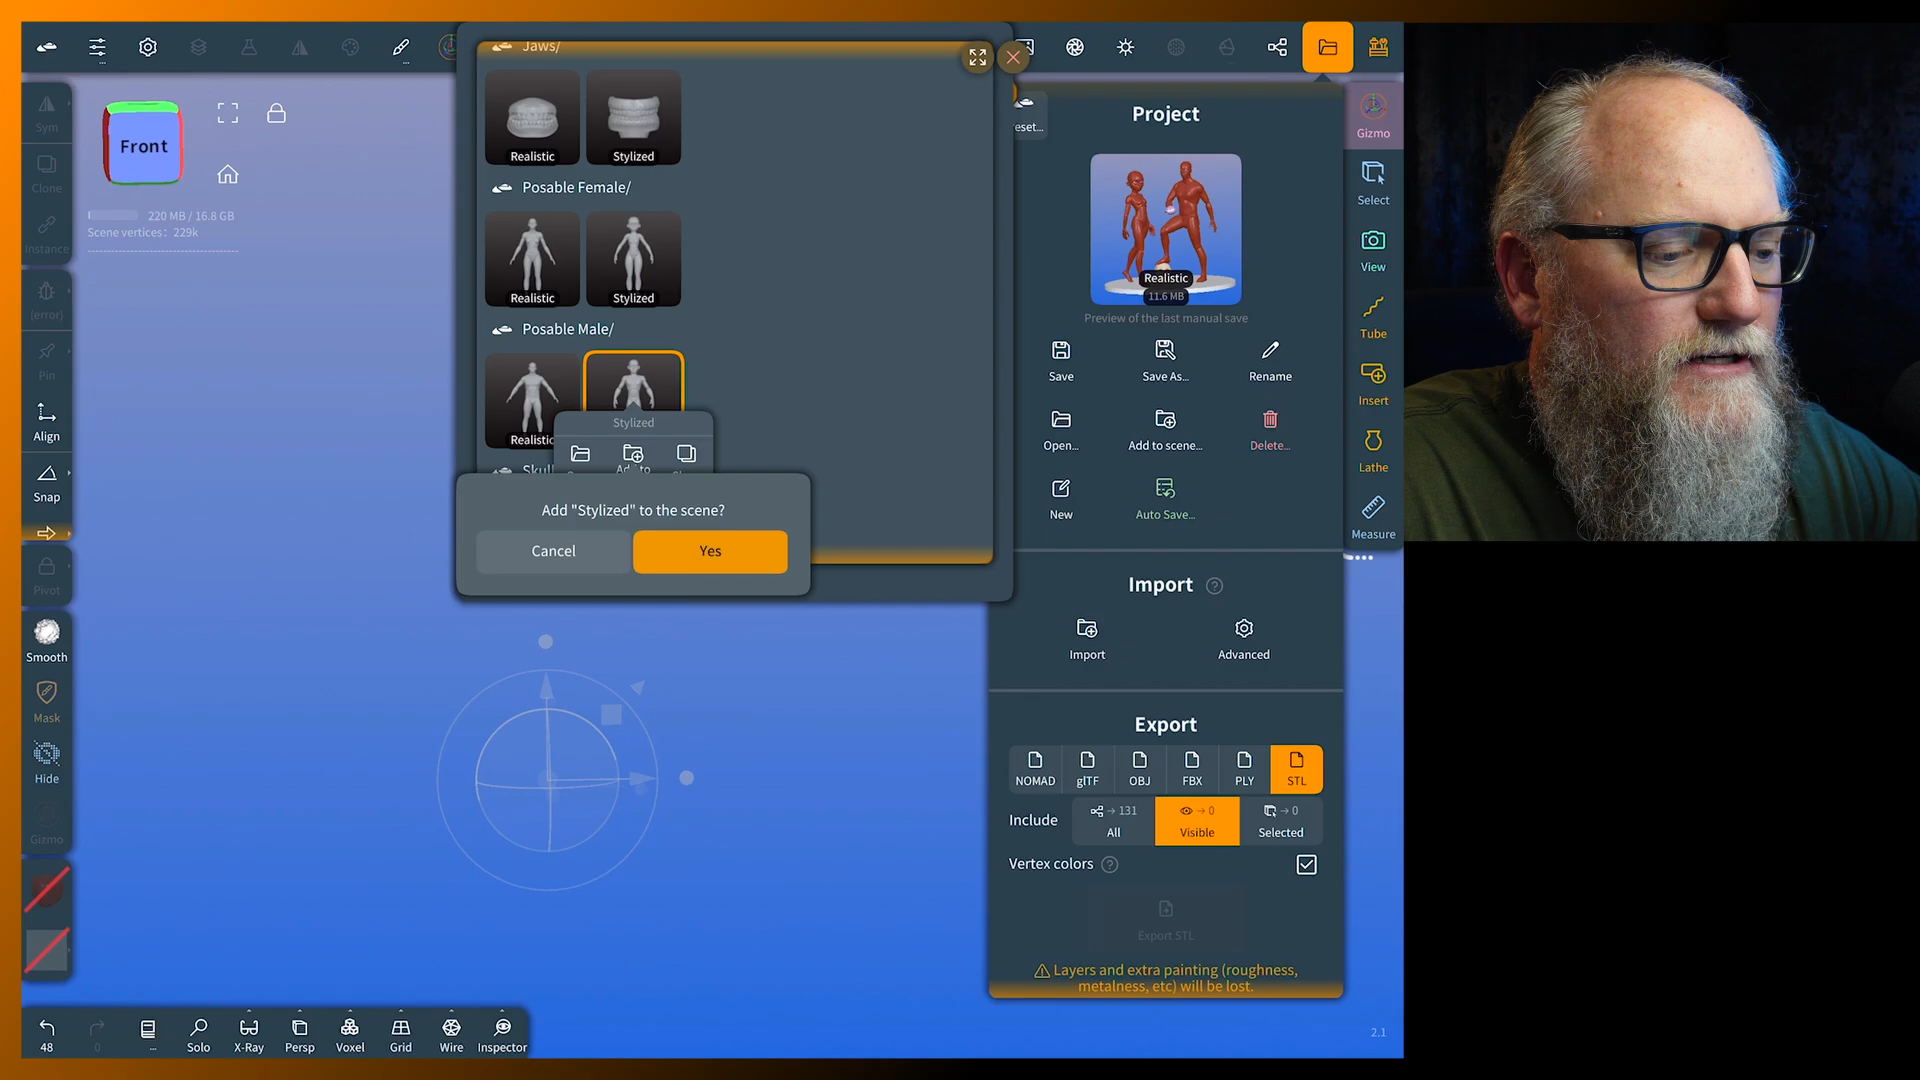 Jaws/
Realistic
Stylized
Posable Female/
Realistic
Stylized
Posable Male/
Realistic
Stylized
Add to
Add "Stylized" to the scene?
Cancel
Yes
Front
220 MB / 16.8 GB
Scene vertices: 229k
Sym
Clone
Instance
(error)
Pin
Align
Snap
Pivot
Smooth
Mask
Hide
Gizmo
48
0
...
Solo
X-Ray
Persp
Voxel
Grid
Wire
Inspector
eset...
Project
Realistic
11.6 MB
Preview of the last manual save
Save
Save As...
Rename
Open...
Add to scene...
Delete...
New
Auto Save...
Import ?
Import
Advanced
Export
NOMAD
glTF
OBJ
FBX
PLY
STL
Include
→ 131
All
→ 0
Visible
→ 0
Selected
Vertex colors ?
Export STL
Layers and extra painting (roughness,
metalness, etc) will be lost.
Gizmo
Select
View
Tube
Insert
Lathe
Measure
2.1